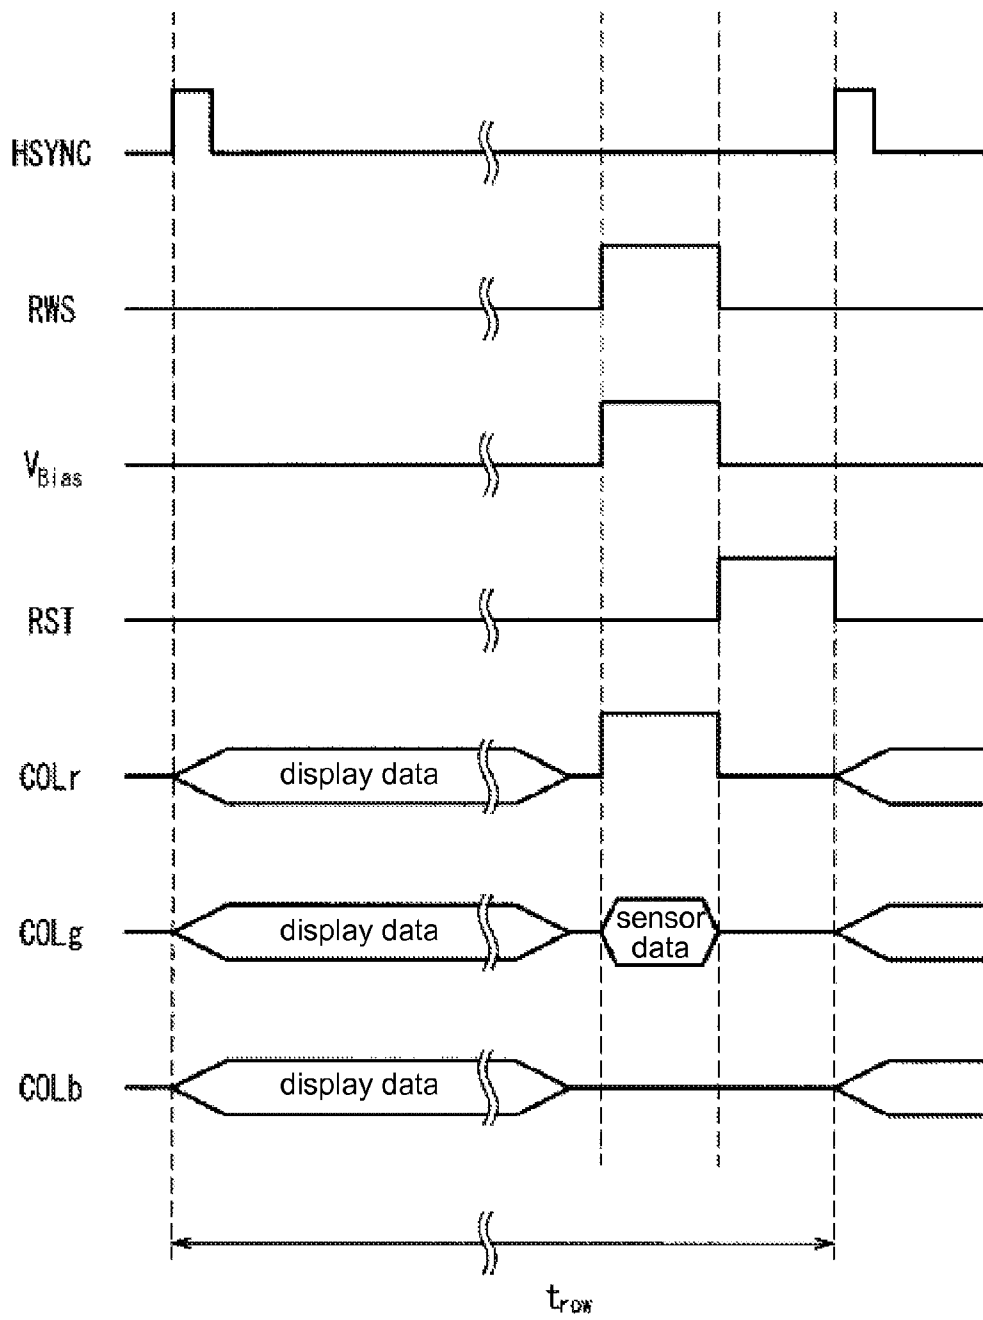 HSYNC
RWS
VBias
RST
COLr
display data
COLg
display data
sensor
data
COLb
display data
trow